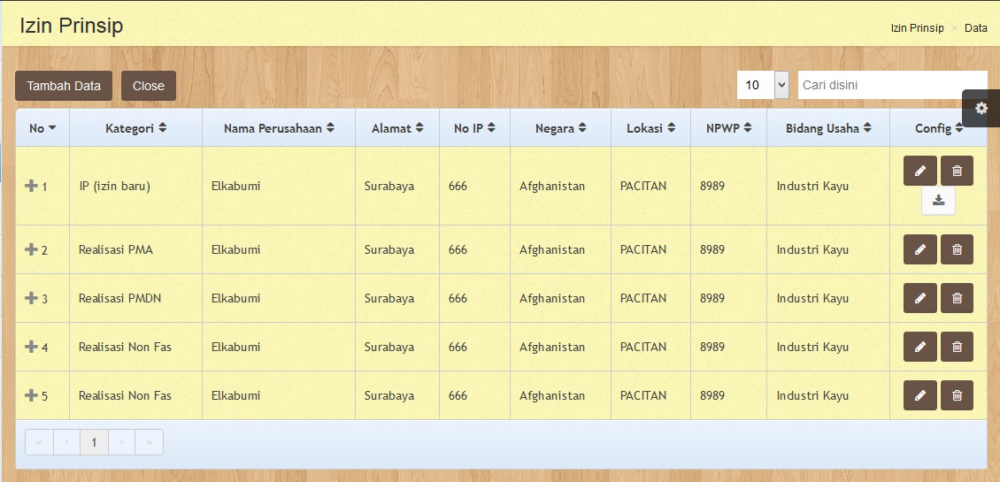 Izin Prinsip
Izin Prinsip > Data
Tambah Data Close 10 Cari disini
No Kategori Nama Perusahaan Alamat No IP Negara Lokasi NPWP Bidang Usaha Config
1 IP (izin baru) Elkabumi Surabaya 666 Afghanistan PACITAN 8989 Industri Kayu
2 Realisasi PMA Elkabumi Surabaya 666 Afghanistan PACITAN 8989 Industri Kayu
3 Realisasi PMDN Elkabumi Surabaya 666 Afghanistan PACITAN 8989 Industri Kayu
4 Realisasi Non Fas Elkabumi Surabaya 666 Afghanistan PACITAN 8989 Industri Kayu
5 Realisasi Non Fas Elkabumi Surabaya 666 Afghanistan PACITAN 8989 Industri Kayu
« ‹ 1 › »